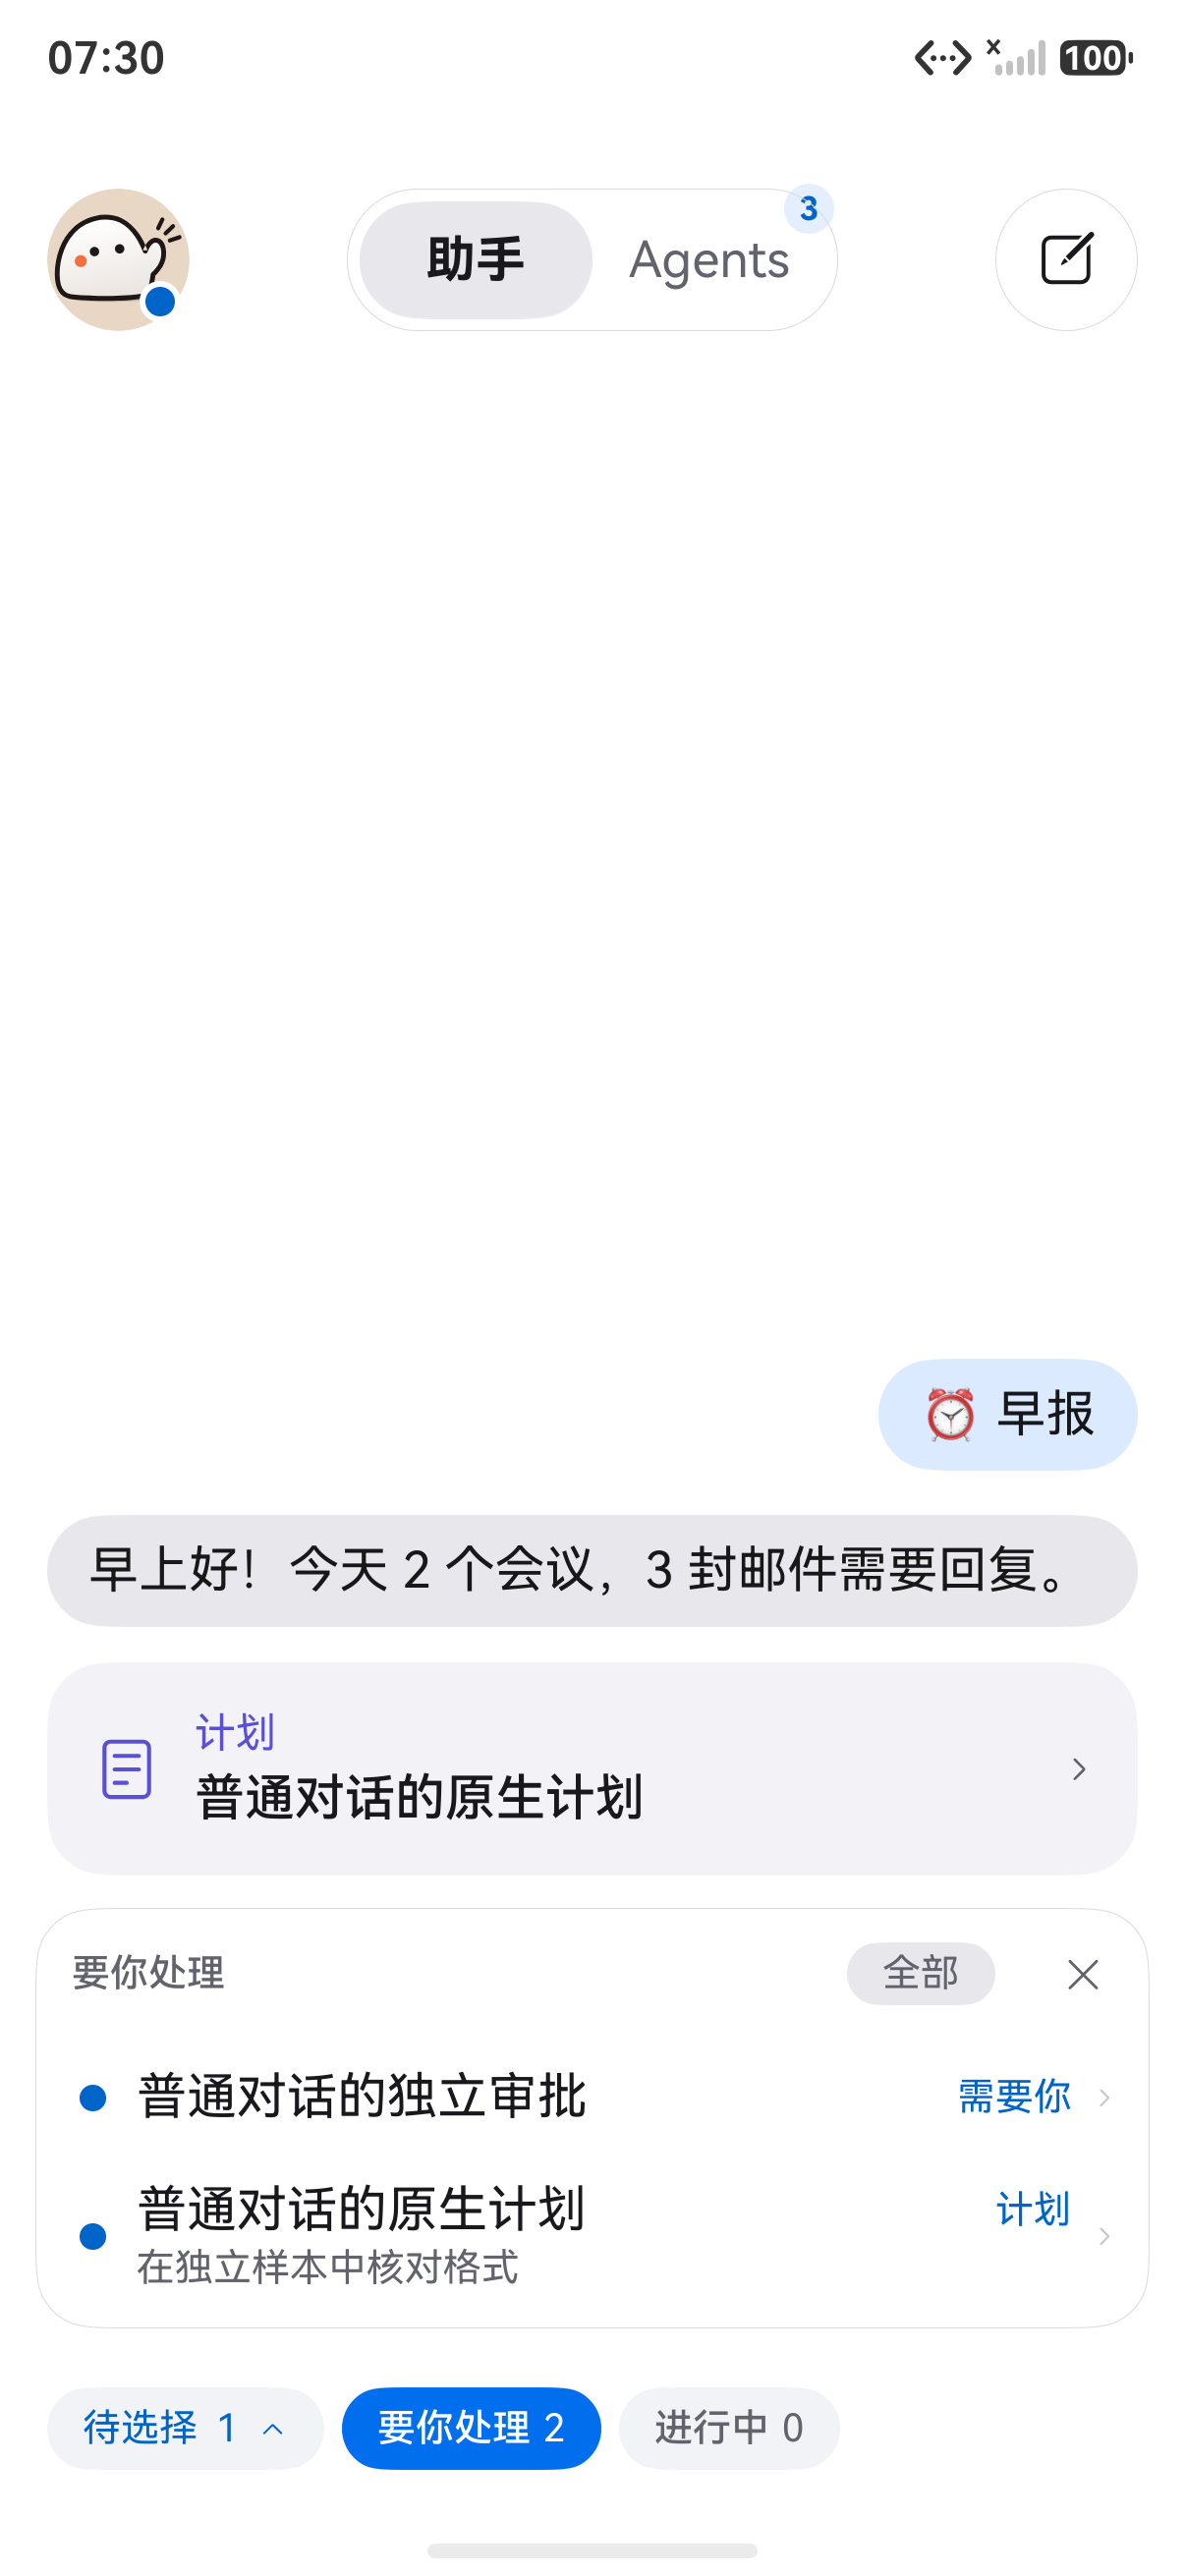 07:30
100
助手
Agents
3
⏰ 早报
早上好！今天 2 个会议，3 封邮件需要回复。
计划
普通对话的原生计划
要你处理
全部
普通对话的独立审批
需要你
普通对话的原生计划
计划
在独立样本中核对格式
待选择 1
要你处理 2
进行中 0